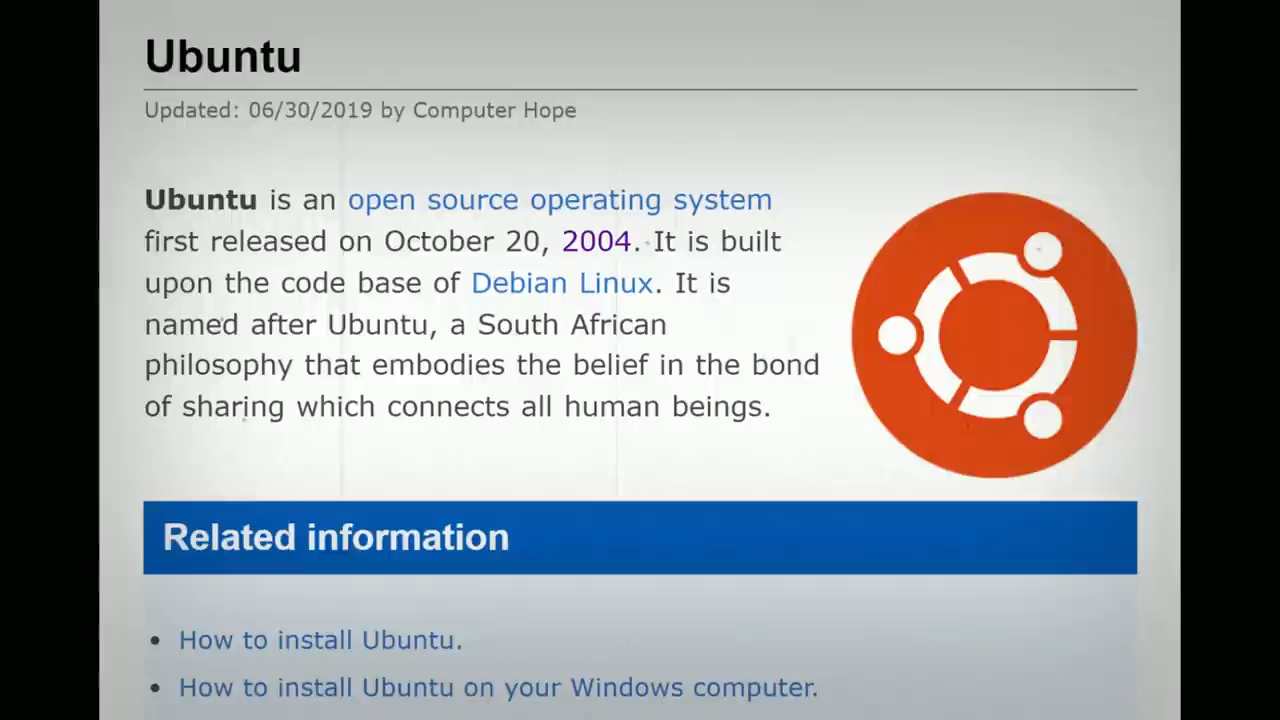 Ubuntu
Updated: 06/30/2019 by Computer Hope
Ubuntu is an open source operating system
first released on October 20, 2004. It is built
upon the code base of Debian Linux. It is
named after Ubuntu, a South African
philosophy that embodies the belief in the bond
of sharing which connects all human beings.
Related information
How to install Ubuntu.
How to install Ubuntu on your Windows computer.